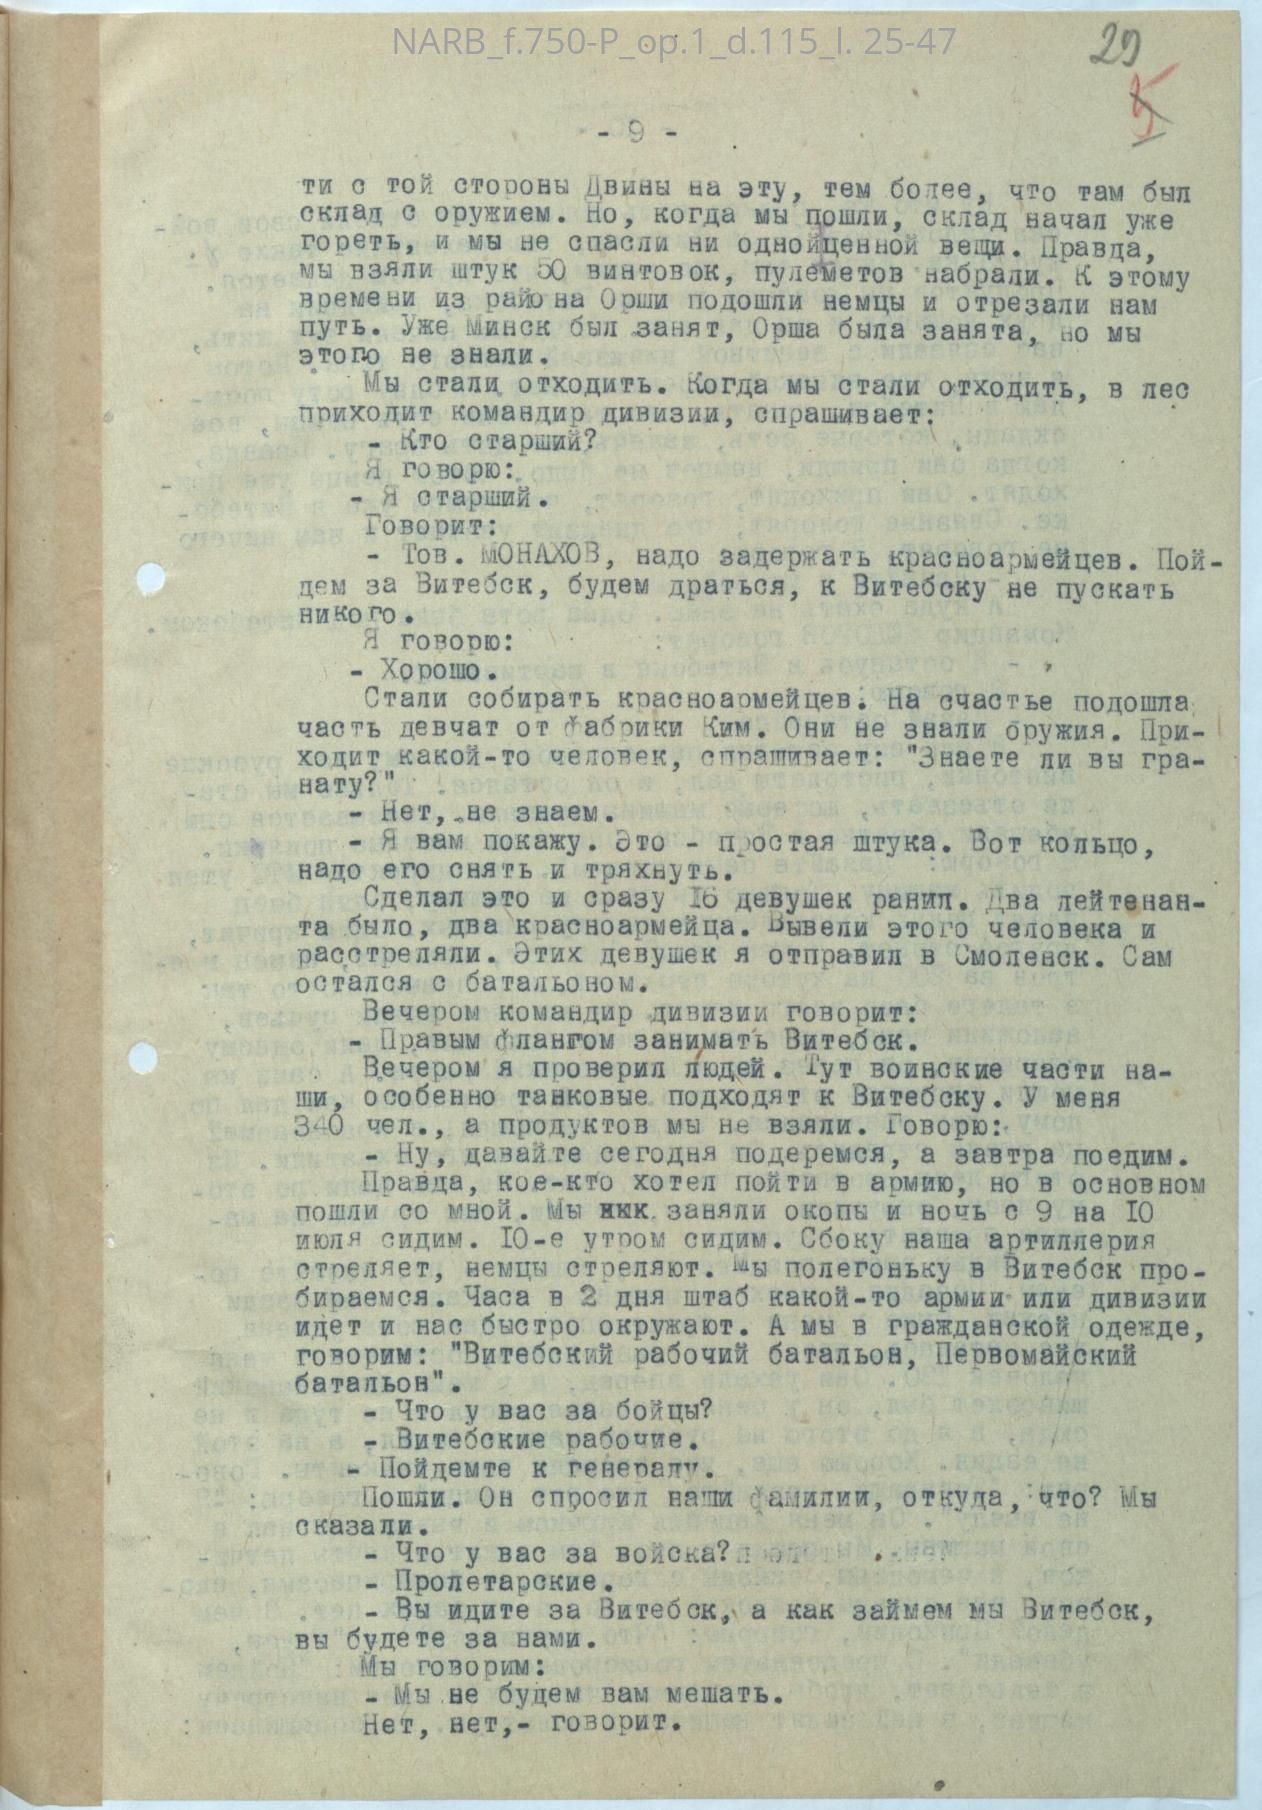 NARB_f.750-P_op.1_d.115_l. 25-47
29
5
- 9 -
ти с той стороны Двины на эту, тем более, что там был
склад с оружием. Но, когда мы пошли, склад начал уже
гореть, и мы не спасли ни одной ценной вещи. Правда,
мы взяли штук 50 винтовок, пулеметов набрали. К этому
времени из района Орши подошли немцы и отрезали нам
путь. Уже Минск был занят, Орша была занята, но мы
этого не знали.
Мы стали отходить. Когда мы стали отходить, в лес
приходит командир дивизии, спрашивает:
- Кто старший?
Я говорю:
- Я старший.
Говорит:
- Тов. МОНАХОВ, надо задержать красноармейцев. Пой-
дем за Витебск, будем драться, к Витебску не пускать
никого.
Я говорю:
- Хорошо.
Стали собирать красноармейцев. На счастье подошла
часть девчат от фабрики Ким. Они не знали оружия. При-
ходит какой-то человек, спрашивает: "Знаете ли вы гра-
нату?"
- Нет, не знаем.
- Я вам покажу. Это - простая штука. Вот кольцо,
надо его снять и тряхнуть.
Сделал это и сразу 16 девушек ранил. Два лейтенан-
та было, два красноармейца. Вывели этого человека и
расстреляли. Этих девушек я отправил в Смоленск. Сам
остался с батальоном.
Вечером командир дивизии говорит:
- Правым флангом занимать Витебск.
Вечером я проверил людей. Тут воинские части на-
ши, особенно танковые подходят к Витебску. У меня
340 чел., а продуктов мы не взяли. Говорю:
- Ну, давайте сегодня подеремся, а завтра поедим.
Правда, кое-кто хотел пойти в армию, но в основном
пошли со мной. Мы заняли окопы и ночь с 9 на 10
июля сидим. 10-е утром сидим. Сбоку наша артиллерия
стреляет, немцы стреляют. Мы полегоньку в Витебск про-
бираемся. Часа в 2 дня штаб какой-то армии или дивизии
идет и нас быстро окружают. А мы в гражданской одежде,
говорим: "Витебский рабочий батальон, Первомайский
батальон".
- Что у вас за бойцы?
- Витебские рабочие.
- Пойдемте к генералу.
Пошли. Он спросил наши фамилии, откуда, что? Мы
сказали.
- Что у вас за войска?
- Пролетарские.
- Вы идите за Витебск, а как займем мы Витебск,
вы будете за нами.
Мы говорим:
- Мы не будем вам мешать.
Нет, нет,- говорит.